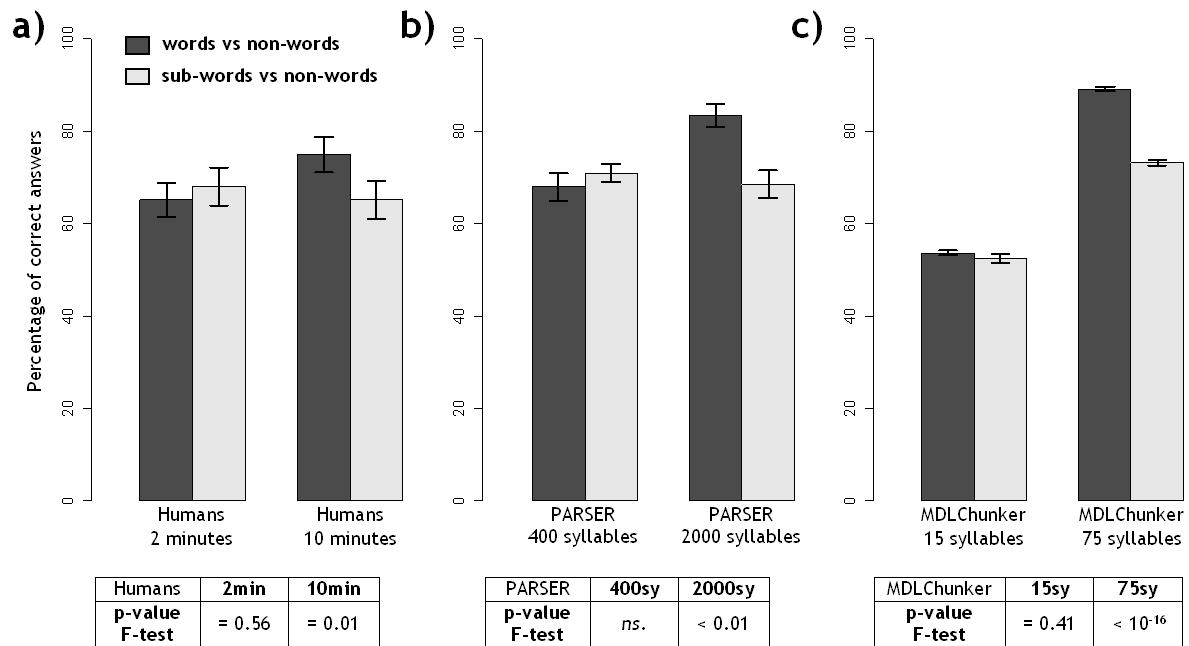 a)
words vs non-words
sub-words vs non-words
Percentage of correct answers
0 20 40 60 80 100
Humans 2 minutes
Humans 10 minutes
b)
0 20 40 60 80 100
PARSER 400 syllables
PARSER 2000 syllables
c)
0 20 40 60 80 100
MDLChunker 15 syllables
MDLChunker 75 syllables
Humans 2min 10min
p-value F-test = 0.56 = 0.01
PARSER 400sy 2000sy
p-value F-test ns. < 0.01
MDLChunker 15sy 75sy
p-value F-test = 0.41 < 10⁻¹⁶